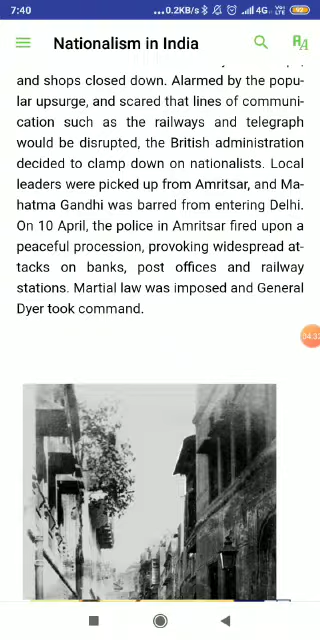 7:40
...0.2KB/s
4G
Nationalism in India
and shops closed down. Alarmed by the popu-
lar upsurge, and scared that lines of communi-
cation such as the railways and telegraph
would be disrupted, the British administration
decided to clamp down on nationalists. Local
leaders were picked up from Amritsar, and Ma-
hatma Gandhi was barred from entering Delhi.
On 10 April, the police in Amritsar fired upon a
peaceful procession, provoking widespread at-
tacks on banks, post offices and railway
stations. Martial law was imposed and General
Dyer took command.